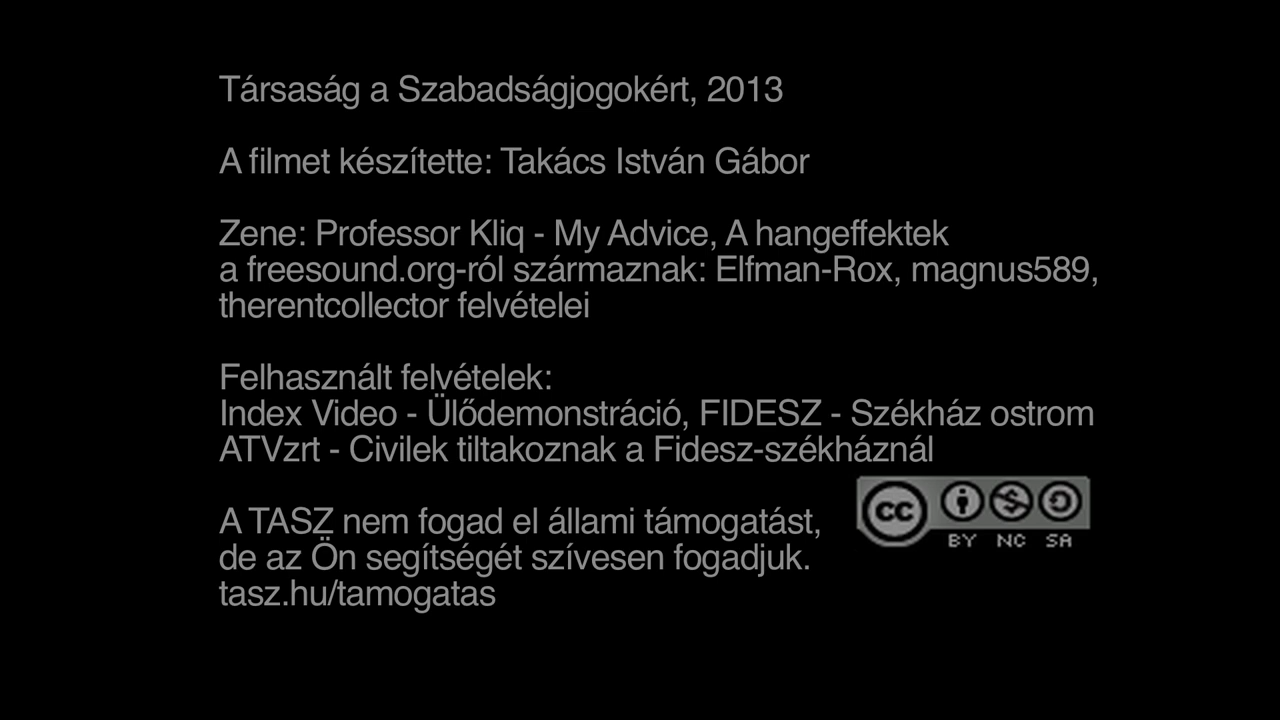 Társaság a Szabadságjogokért, 2013
A filmet készítette: Takács István Gábor
Zene: Professor Kliq - My Advice, A hangeffektek
a freesound.org-ról származnak: Elfman-Rox, magnus589,
therentcollector felvételei
Felhasznált felvételek:
Index Video - Ülődemonstráció, FIDESZ - Székház ostrom
ATVzrt - Civilek tiltakoznak a Fidesz-székháznál
A TASZ nem fogad el állami támogatást,
de az Ön segítségét szívesen fogadjuk.
tasz.hu/tamogatas
cc
BY NC SA